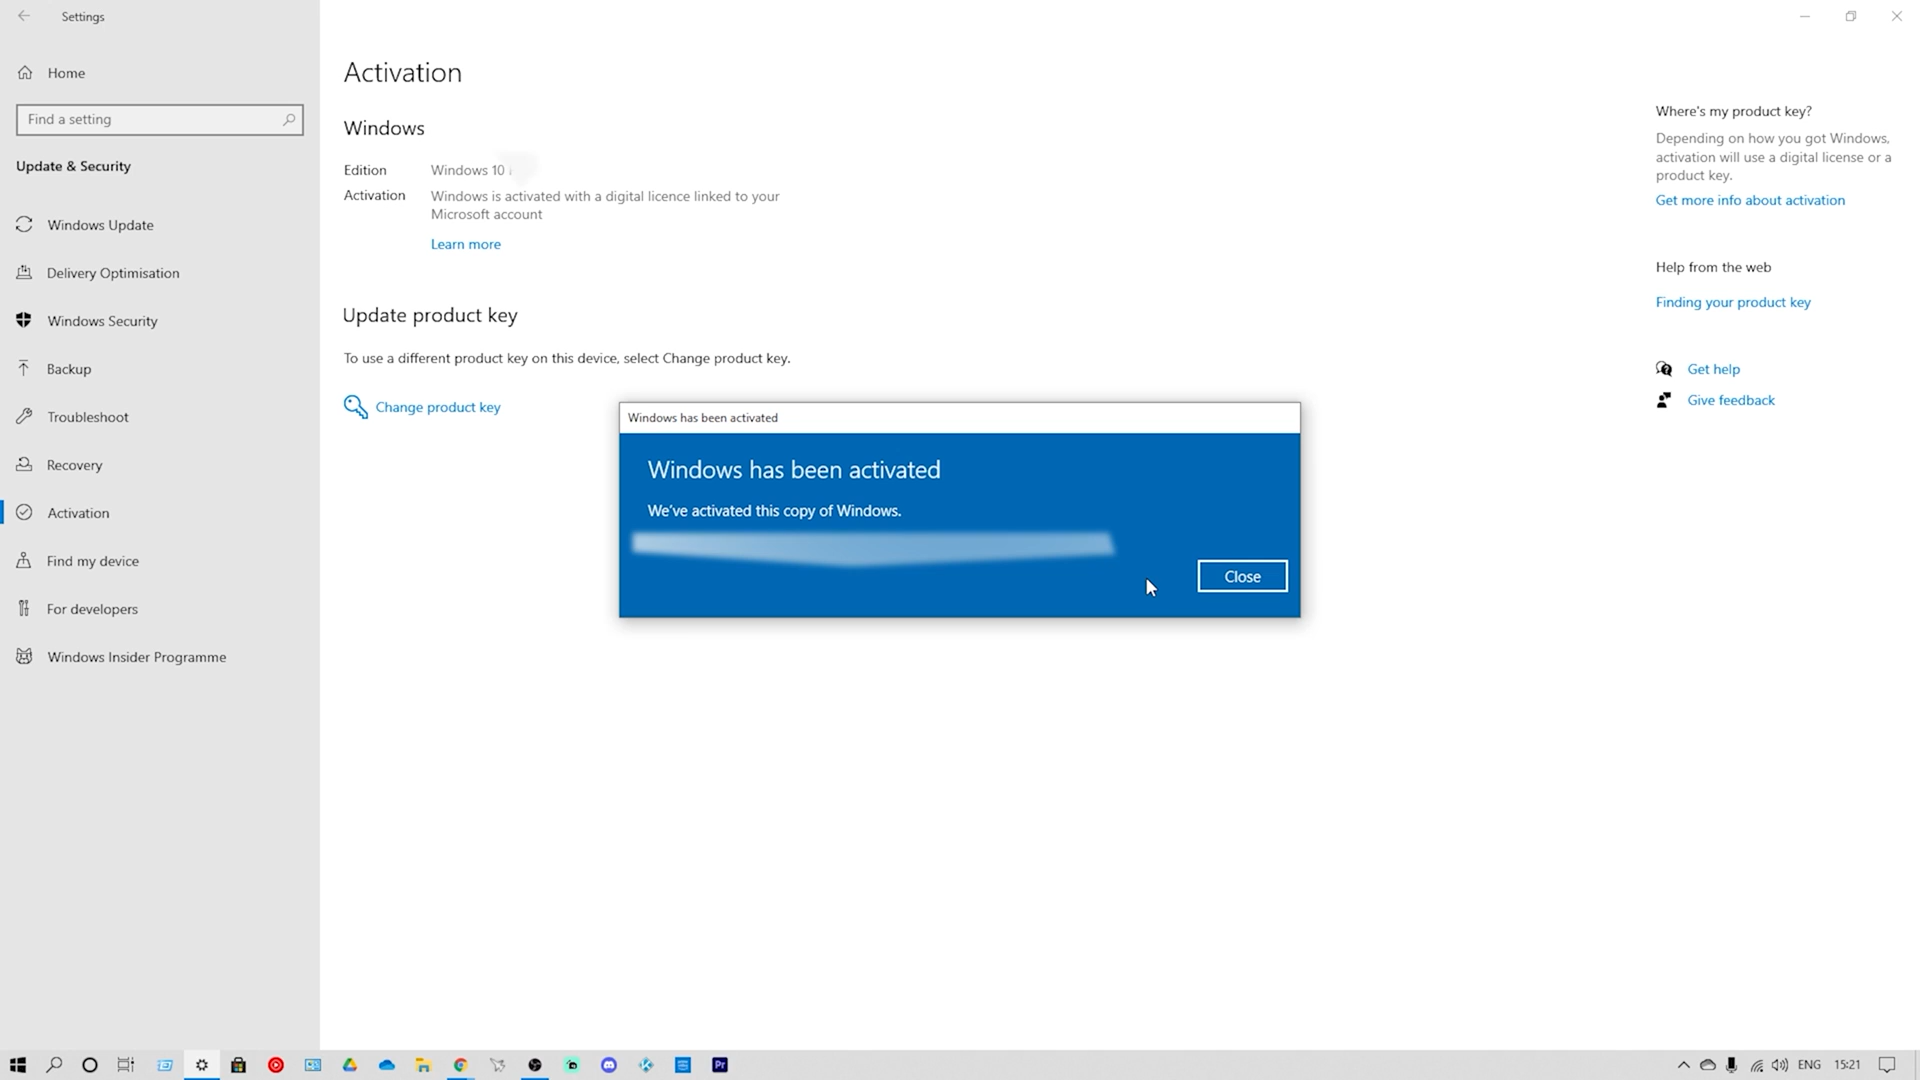 Settings
Home
Find a setting
Update & Security
Windows Update
Delivery Optimisation
Windows Security
Backup
Troubleshoot
Recovery
Activation
Find my device
For developers
Windows Insider Programme
Activation
Windows
Edition Windows 10
Activation Windows is activated with a digital licence linked to your
Microsoft account
Learn more
Update product key
To use a different product key on this device, select Change product key.
Change product key
Windows has been activated
Windows has been activated
We've activated this copy of Windows.
Close
Where's my product key?
Depending on how you got Windows,
activation will use a digital license or a
product key.
Get more info about activation
Help from the web
Finding your product key
Get help
Give feedback
Pr
ENG 15:21